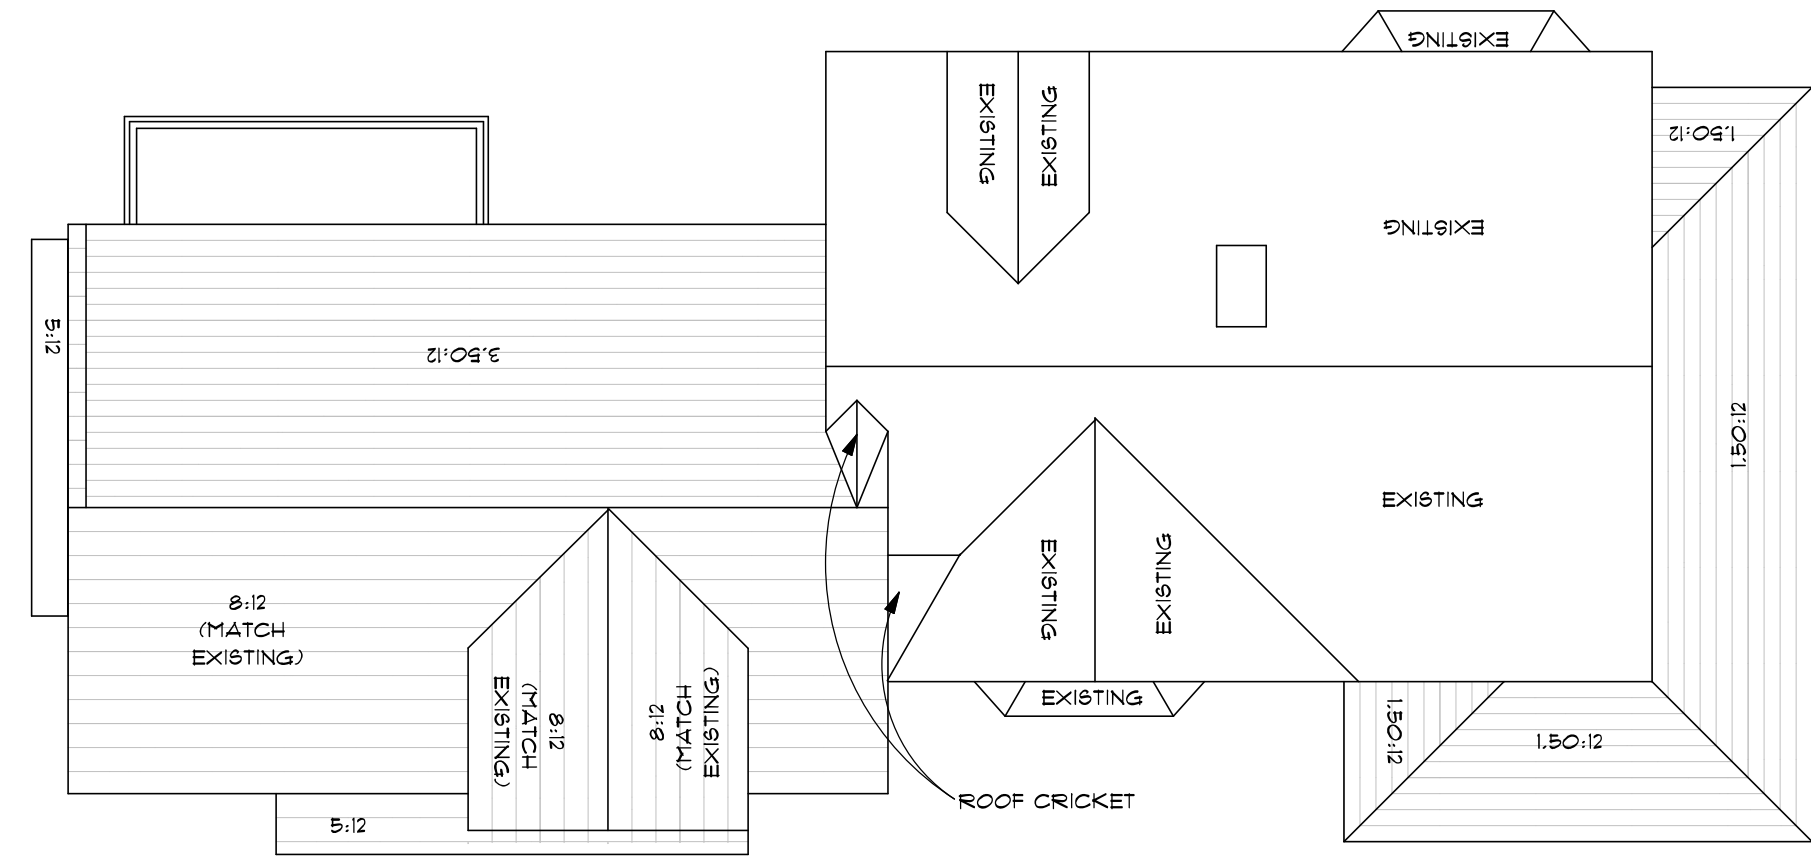 EXISTING
EXISTING
EXISTING
1.50:12
EXISTING
5:12
3.50:12
1.50:12
EXISTING
EXISTING
EXISTING
8:12
(MATCH
EXISTING)
8:12
(MATCH
EXISTING)
8:12
(MATCH
EXISTING)
EXISTING
1.50:12
1.50:12
ROOF CRICKET
5:12